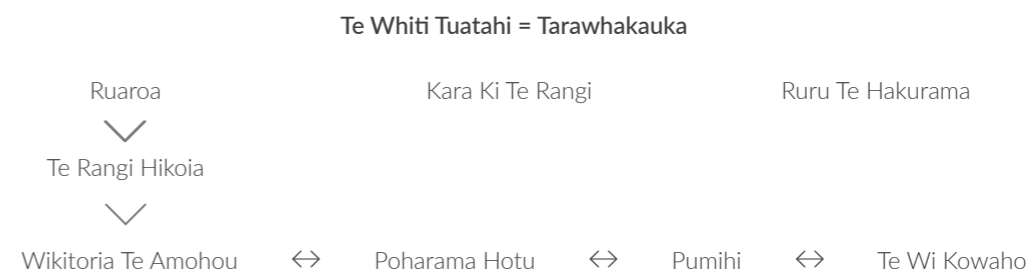 Te Whiti Tuatahi = Tarawhakauka
Ruaroa Kara Ki Te Rangi Ruru Te Hakurama
Te Rangi Hikoia
Wikitoria Te Amohou ↔ Poharama Hotu ↔ Pumihi ↔ Te Wi Kowaho